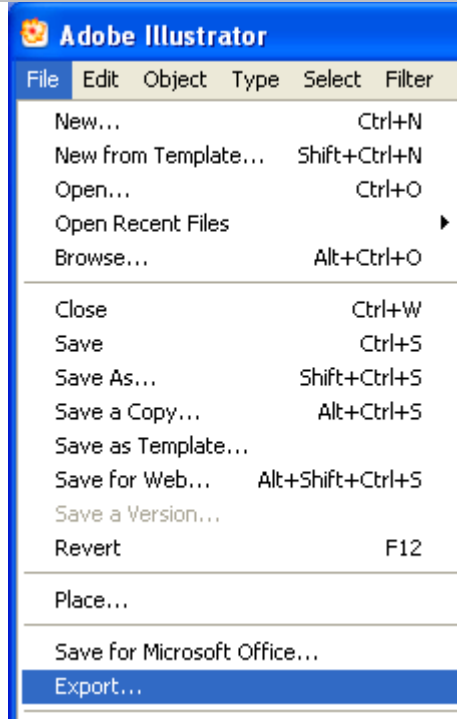 Adobe Illustrator
File Edit Object Type Select Filter
New... Ctrl+N
New from Template... Shift+Ctrl+N
Open... Ctrl+O
Open Recent Files
Browse... Alt+Ctrl+O
Close Ctrl+W
Save Ctrl+S
Save As... Shift+Ctrl+S
Save a Copy... Alt+Ctrl+S
Save as Template...
Save for Web... Alt+Shift+Ctrl+S
Save a Version...
Revert F12
Place...
Save for Microsoft Office...
Export...